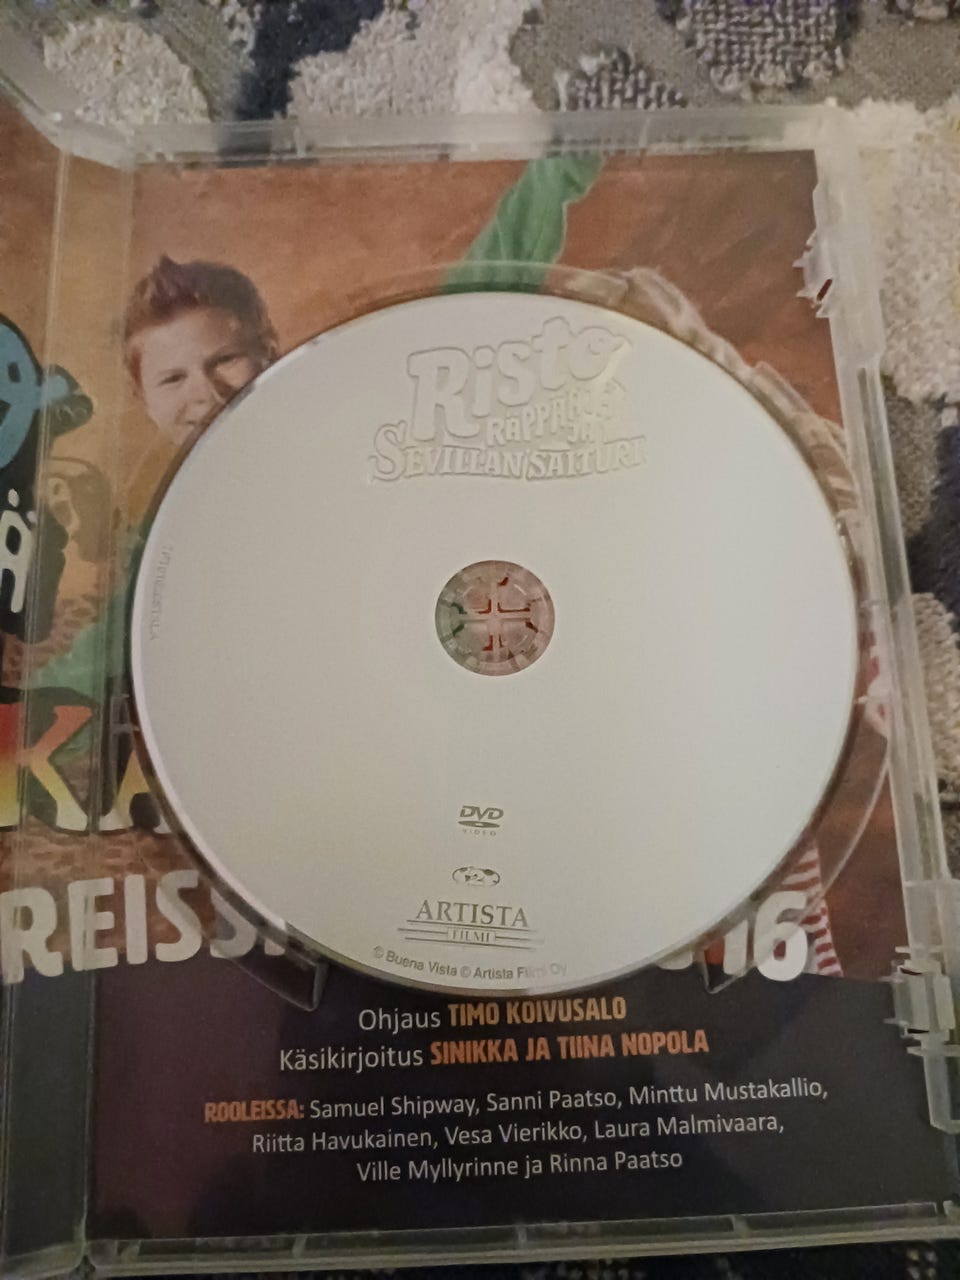 Risto
RÄPPÄÄJÄ
JA
SEVILLAN SAITURI
DVD
VIDEO
ARTISTA
FILMI
© Buena Vista © Artista Filmi Oy
KA
REISS
16
Ohjaus TIMO KOIVUSALO
Käsikirjoitus SINIKKA JA TIINA NOPOLA
ROOLEISSA: Samuel Shipway, Sanni Paatso, Minttu Mustakallio,
Riitta Havukainen, Vesa Vierikko, Laura Malmivaara,
Ville Myllyrinne ja Rinna Paatso